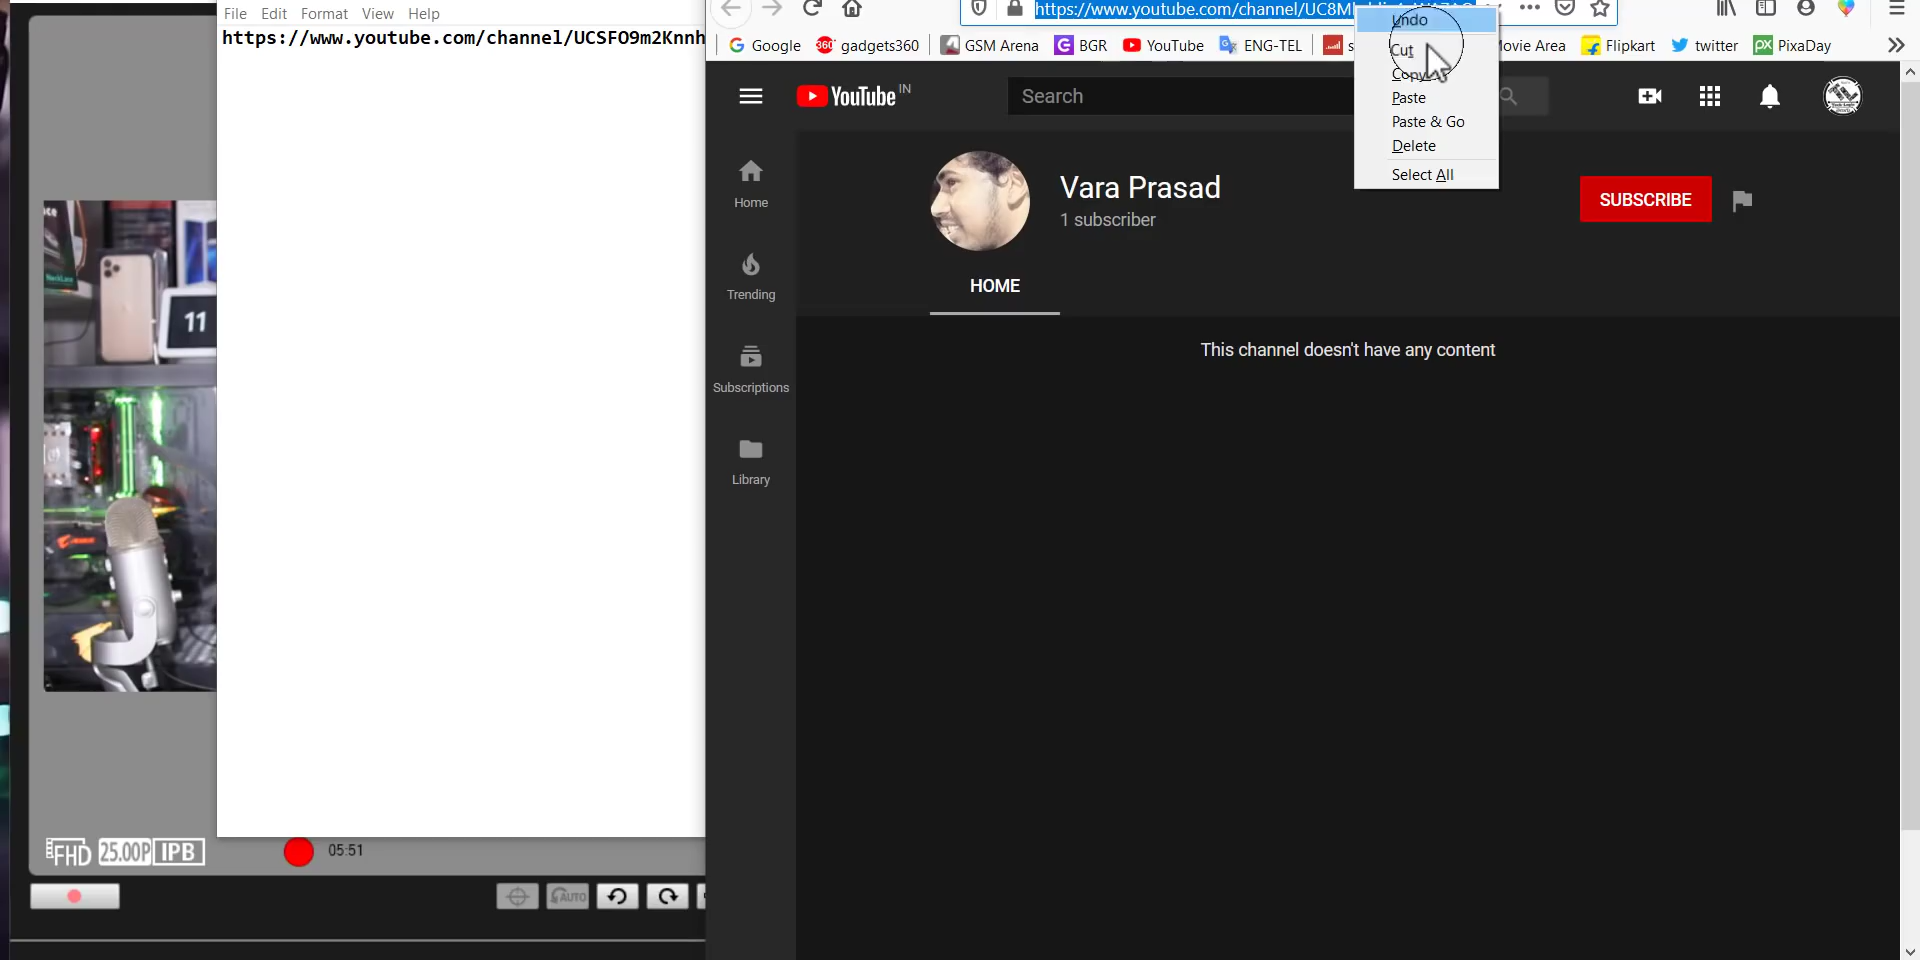 File Edit Format View Help
https://www.youtube.com/channel/UCSFO9m2Knnh
https://www.youtube.com/channel/UC8M
Google gadgets360 GSM Arena BGR YouTube ENG-TEL Area Flipkart twitter PixaDay
Undo
Cut
Copy
Paste
Paste & Go
Delete
Select All
YouTube IN
Search
Home
Trending
Subscriptions
Library
Vara Prasad
1 subscriber
SUBSCRIBE
HOME
This channel doesn't have any content
11
FHD 25.00P IPB
05:51
AUTO